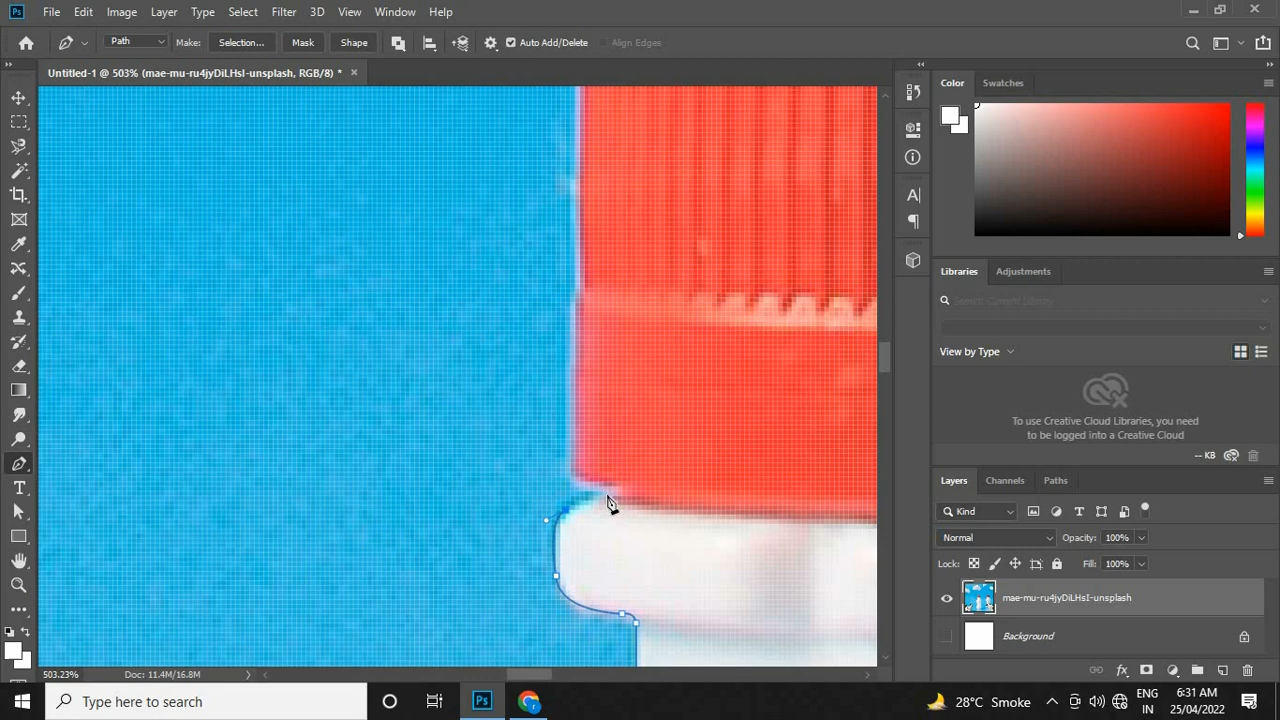 Ps File Edit Image Layer Type Select Filter 3D View Window Help
Path Make: Selection... Mask Shape Auto Add/Delete Align Edges
Untitled-1 @ 503% (mae-mu-ru4jyDiLHsI-unsplash, RGB/8) *
Color Swatches
Libraries Adjustments
Search Current Library
View by Type
To use Creative Cloud Libraries, you need
to be logged into a Creative Cloud
-- KB
Layers Channels Paths
Kind
Normal Opacity: 100%
Lock: Fill: 100%
mae-mu-ru4jyDiLHsI-unsplash
Background
503.23% Doc: 11.4M/16.8M
Type here to search
Ps
28°C Smoke
ENG
IN
6:31 AM
25/04/2022